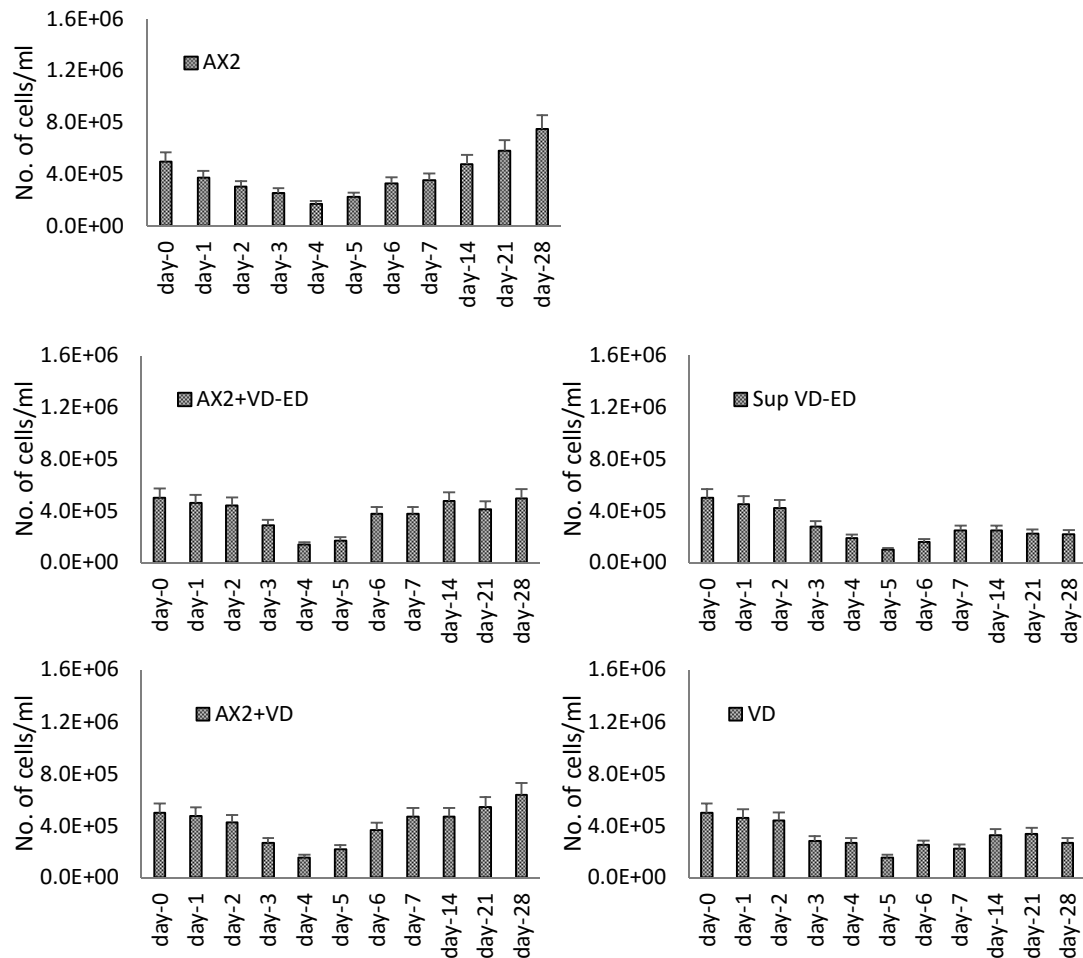 No. of cells/ml
1.6E+06
1.2E+06
8.0E+05
4.0E+05
0.0E+00
AX2
day-0
day-1
day-2
day-3
day-4
day-5
day-6
day-7
day-14
day-21
day-28
No. of cells/ml
1.6E+06
1.2E+06
8.0E+05
4.0E+05
0.0E+00
AX2+VD-ED
day-0
day-1
day-2
day-3
day-4
day-5
day-6
day-7
day-14
day-21
day-28
No. of cells/ml
1.6E+06
1.2E+06
8.0E+05
4.0E+05
0.0E+00
Sup VD-ED
day-0
day-1
day-2
day-3
day-4
day-5
day-6
day-7
day-14
day-21
day-28
No. of cells/ml
1.6E+06
1.2E+06
8.0E+05
4.0E+05
0.0E+00
AX2+VD
day-0
day-1
day-2
day-3
day-4
day-5
day-6
day-7
day-14
day-21
day-28
No. of cells/ml
1.6E+06
1.2E+06
8.0E+05
4.0E+05
0.0E+00
VD
day-0
day-1
day-2
day-3
day-4
day-5
day-6
day-7
day-14
day-21
day-28